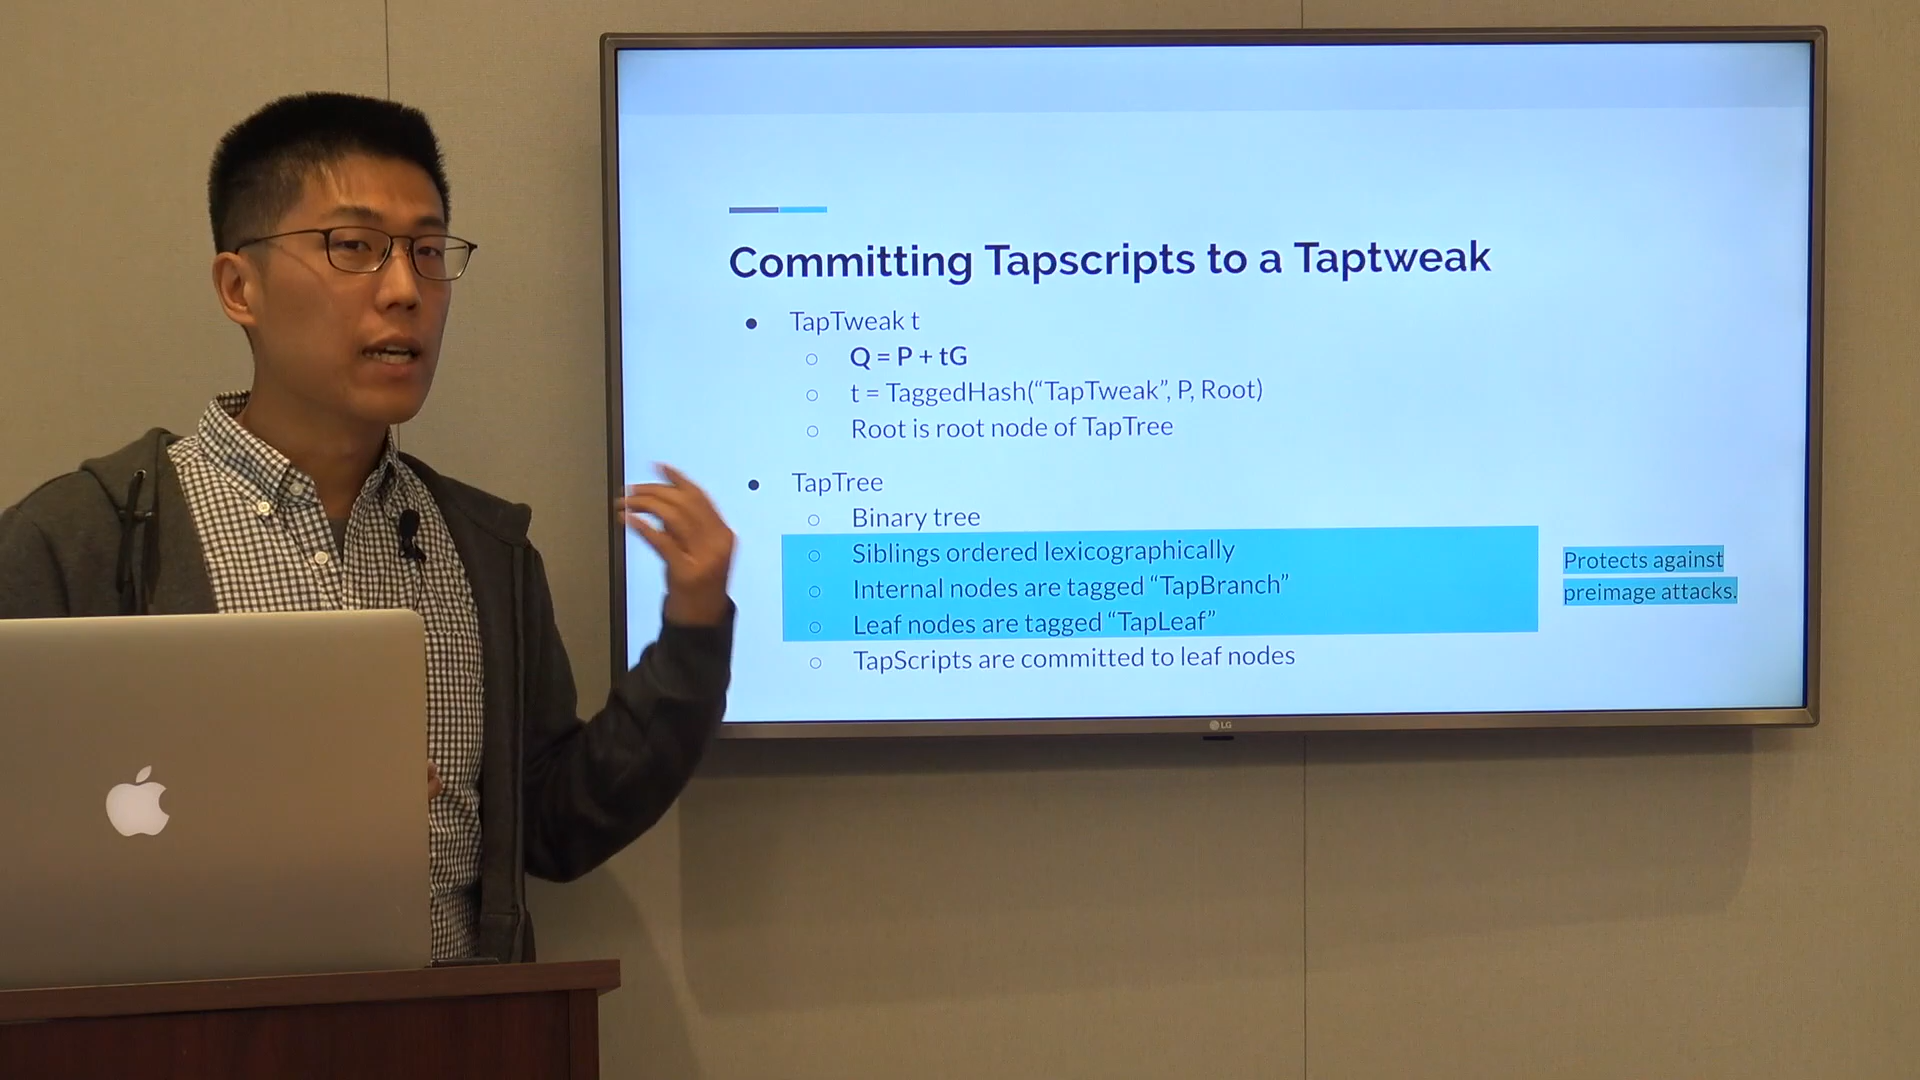 Committing Tapscripts to a Taptweak
● TapTweak t
○ Q = P + tG
○ t = TaggedHash(“TapTweak”, P, Root)
○ Root is root node of TapTree
● TapTree
○ Binary tree
○ Siblings ordered lexicographically
○ Internal nodes are tagged “TapBranch”
○ Leaf nodes are tagged “TapLeaf”
○ TapScripts are committed to leaf nodes
Protects against
preimage attacks.
LG